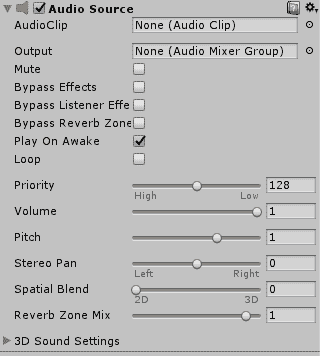 Audio Source
AudioClip None (Audio Clip)
Output None (Audio Mixer Group)
Mute
Bypass Effects
Bypass Listener Effe
Bypass Reverb Zone
Play On Awake
Loop
Priority 128
High Low
Volume 1
Pitch 1
Stereo Pan 0
Left Right
Spatial Blend 0
2D 3D
Reverb Zone Mix 1
3D Sound Settings